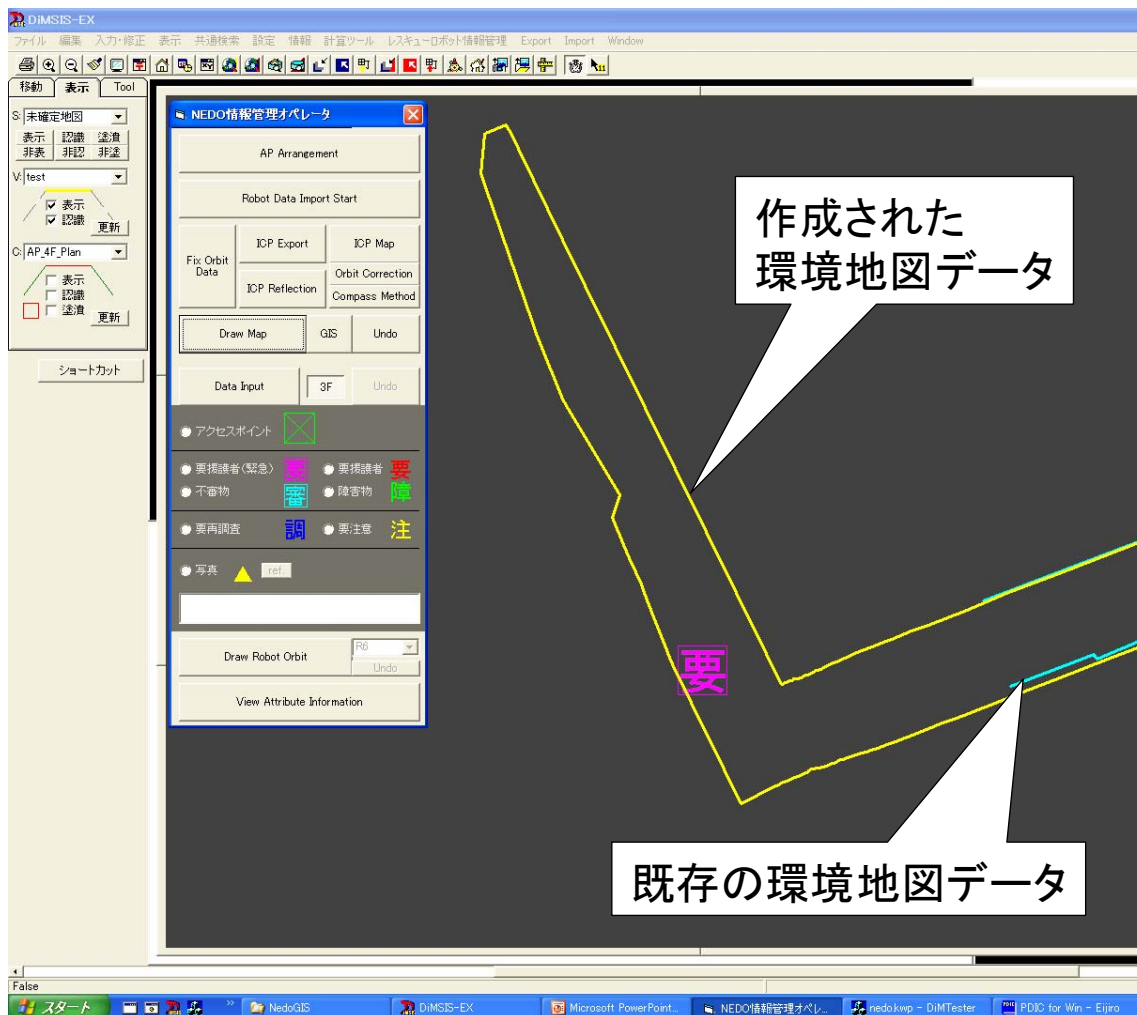 DiMSIS-EX
ファイル 編集 入力・修正 表示 共通検索 設定 情報 計算ツール レスキューロボット情報管理 Export Import Window
移動 表示 Tool
S: 未確定地図
表示 認識 塗潰
非表 非認 非塗
V: test
表示
認識
更新
C: AP_4F_Plan
表示
認識
塗潰
更新
ショートカット
NEDO情報管理オペレータ
AP Arrangement
Robot Data Import Start
Fix Orbit
Data
ICP Export
ICP Map
ICP Reflection
Orbit Correction
Compass Method
Draw Map
GIS
Undo
Data Input
3F
Undo
アクセスポイント
要援護者(緊急) 要 要援護者 要
不審物 審 障害物 障
要再調査 調 要注意 注
写真 ref.
Draw Robot Orbit
R6
Undo
View Attribute Information
作成された
環境地図データ
要
既存の環境地図データ
False
スタート
NedoGIS
DiMSIS-EX
Microsoft PowerPoint...
NEDO情報管理オペレ...
nedo.kwp - DiMTester
PDIC for Win - Eijiro